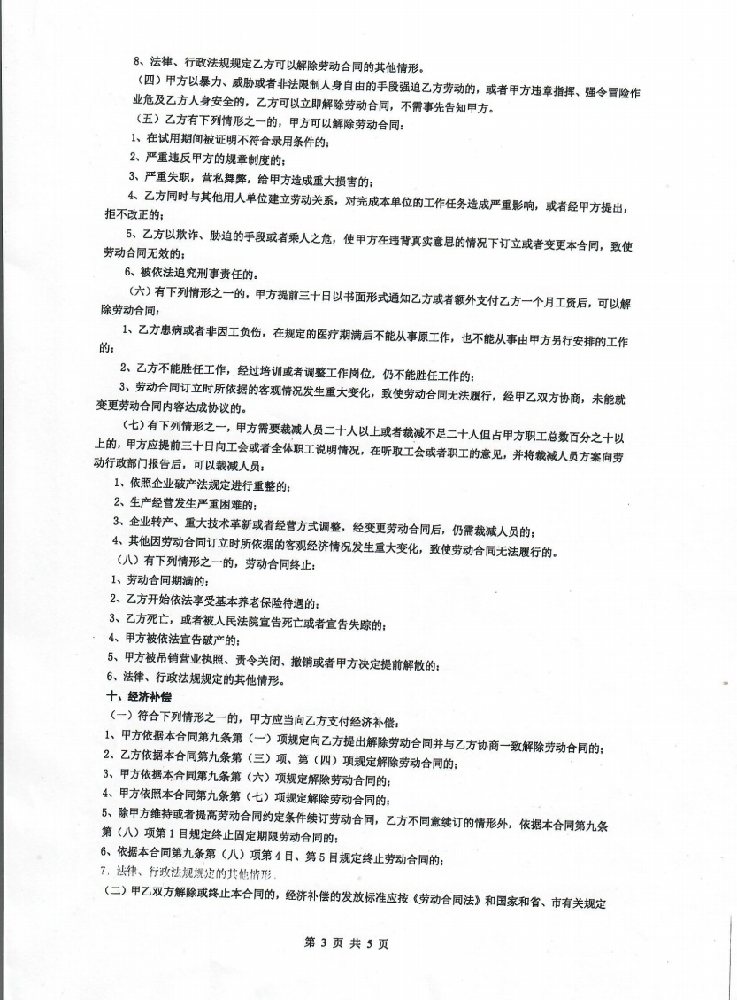 8、法律、行政法规规定乙方可以解除劳动合同的其他情形。
（四）甲方以暴力、威胁或者非法限制人身自由的手段强迫乙方劳动的，或者甲方违章指挥、强令冒险作
业危及乙方人身安全的，乙方可以立即解除劳动合同，不需事先告知甲方。
（五）乙方有下列情形之一的，甲方可以解除劳动合同：
1、在试用期间被证明不符合录用条件的；
2、严重违反甲方的规章制度的；
3、严重失职，营私舞弊，给甲方造成重大损害的；
4、乙方同时与其他用人单位建立劳动关系，对完成本单位的工作任务造成严重影响，或者经甲方提出，
拒不改正的；
5、乙方以欺诈、胁迫的手段或者乘人之危，使甲方在违背真实意思的情况下订立或者变更本合同，致使
劳动合同无效的；
6、被依法追究刑事责任的。
（六）有下列情形之一的，甲方提前三十日以书面形式通知乙方或者额外支付乙方一个月工资后，可以解
除劳动合同：
1、乙方患病或者非因工负伤，在规定的医疗期满后不能从事原工作，也不能从事由甲方另行安排的工作
的；
2、乙方不能胜任工作，经过培训或者调整工作岗位，仍不能胜任工作的；
3、劳动合同订立时所依据的客观情况发生重大变化，致使劳动合同无法履行，经甲乙双方协商，未能就
变更劳动合同内容达成协议的。
（七）有下列情形之一，甲方需要裁减人员二十人以上或者裁减不足二十人但占甲方职工总数百分之十以
上的，甲方应提前三十日向工会或者全体职工说明情况，在听取工会或者职工的意见，并将裁减人员方案向劳
动行政部门报告后，可以裁减人员：
1、依照企业破产法规定进行重整的；
2、生产经营发生严重困难的；
3、企业转产、重大技术革新或者经营方式调整，经变更劳动合同后，仍需裁减人员的；
4、其他因劳动合同订立时所依据的客观经济情况发生重大变化，致使劳动合同无法履行的。
（八）有下列情形之一的，劳动合同终止：
1、劳动合同期满的；
2、乙方开始依法享受基本养老保险待遇的；
3、乙方死亡，或者被人民法院宣告死亡或者宣告失踪的；
4、甲方被依法宣告破产的；
5、甲方被吊销营业执照、责令关闭、撤销或者甲方决定提前解散的；
6、法律、行政法规规定的其他情形。
十、经济补偿
（一）符合下列情形之一的，甲方应当向乙方支付经济补偿：
1、甲方依据本合同第九条第（一）项规定向乙方提出解除劳动合同并与乙方协商一致解除劳动合同的；
2、乙方依据本合同第九条第（三）项、第（四）项规定解除劳动合同的；
3、甲方依据本合同第九条第（六）项规定解除劳动合同的；
4、甲方依照本合同第九条第（七）项规定解除劳动合同的；
5、除甲方维持或者提高劳动合同约定条件续订劳动合同，乙方不同意续订的情形外，依据本合同第九条
第（八）项第1目规定终止固定期限劳动合同的；
6、依据本合同第九条第（八）项第4目、第5目规定终止劳动合同的；
7、法律、行政法规规定的其他情形．
（二）甲乙双方解除或终止本合同的，经济补偿的发放标准应按《劳动合同法》和国家和省、市有关规定
第 3 页 共 5 页